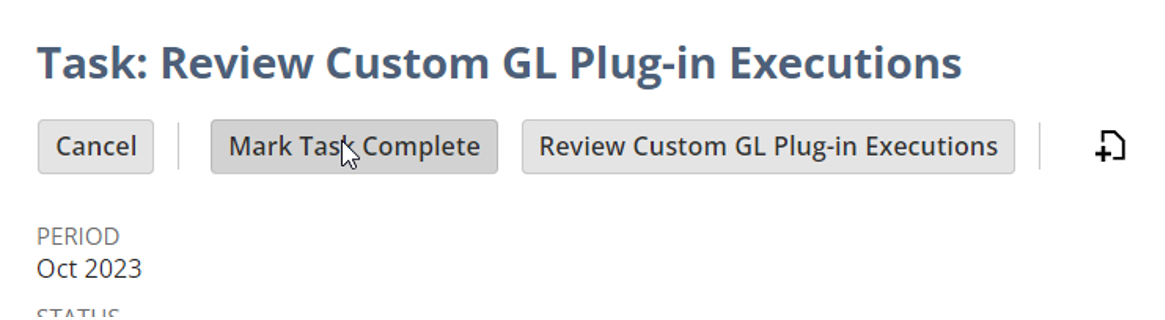 Task: Review Custom GL Plug-in Executions
Cancel Mark Task Complete Review Custom GL Plug-in Executions
PERIOD
Oct 2023
STATUS